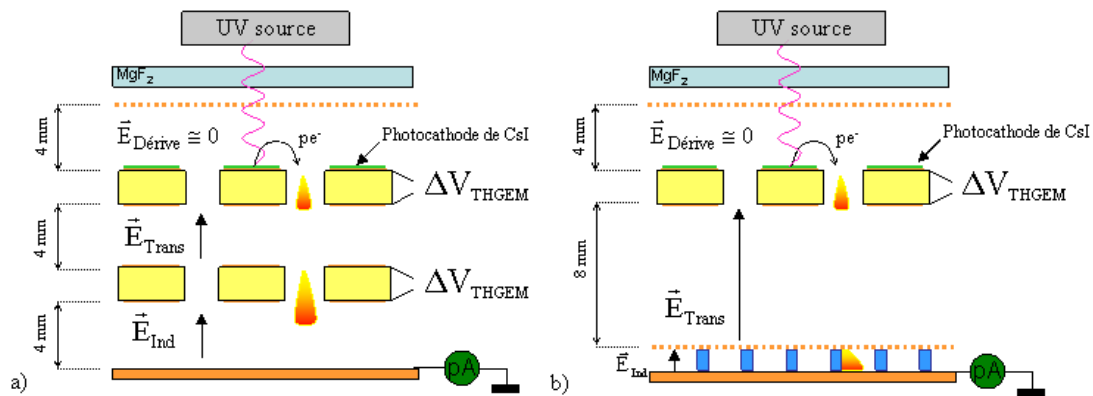 UV source
MgF₂
4 mm
E⃗Dérive ≅ 0
pe⁻
Photocathode de CsI
ΔV THGEM
4 mm
E⃗Trans
ΔV THGEM
4 mm
E⃗Ind
pA
a)
UV source
MgF₂
4 mm
E⃗Dérive ≅ 0
pe⁻
Photocathode de CsI
ΔV THGEM
8 mm
E⃗Trans
E⃗Ind
pA
b)